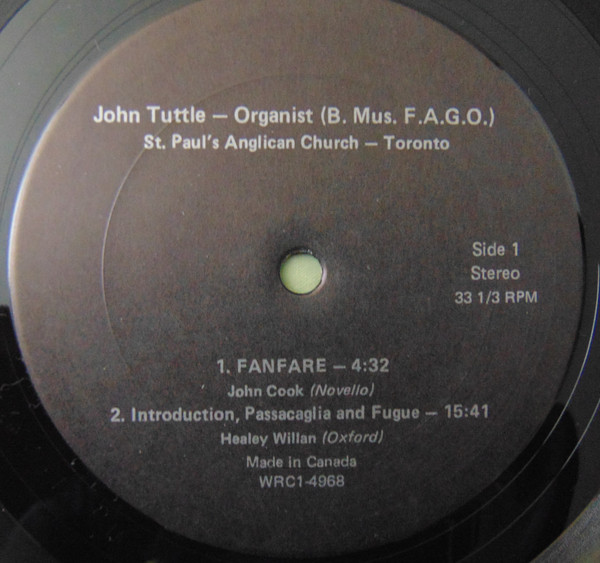 John Tuttle — Organist (B. Mus. F.A.G.O.)
St. Paul's Anglican Church — Toronto
Side 1
Stereo
33 1/3 RPM
1. FANFARE — 4:32
John Cook (Novello)
2. Introduction, Passacaglia and Fugue — 15:41
Healey Willan (Oxford)
Made in Canada
WRC1-4968